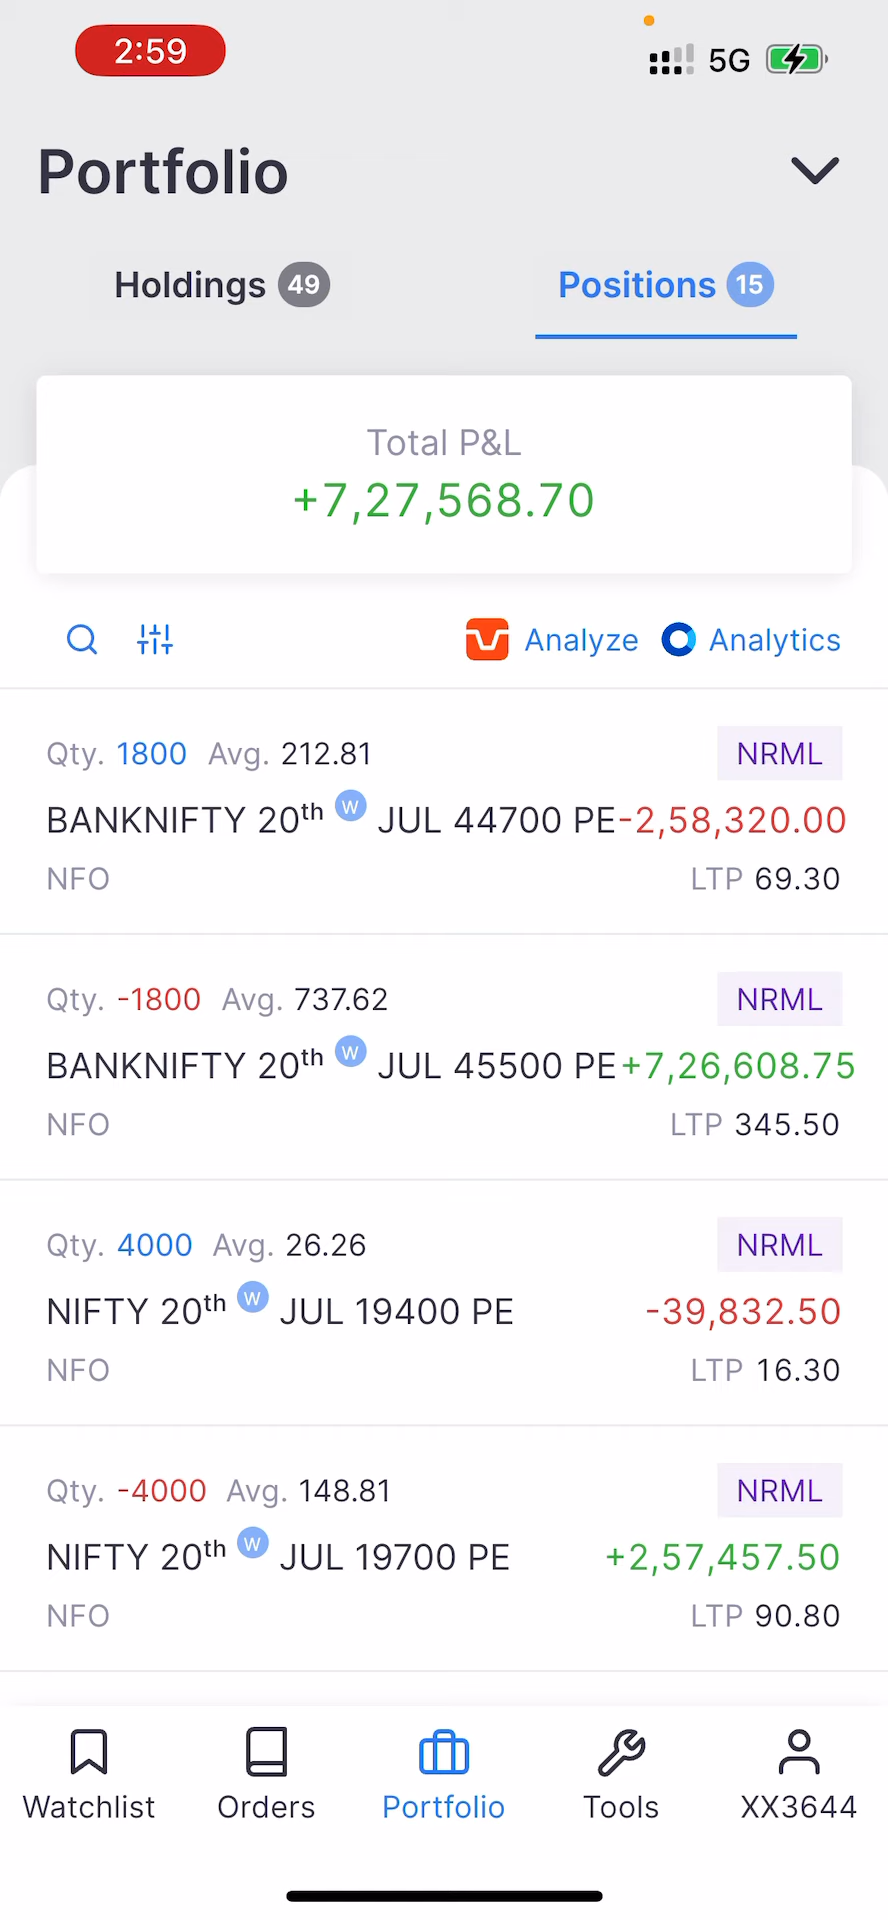 2:59 5G
Portfolio
Holdings 49 Positions 15
Total P&L
+7,27,568.70
Analyze Analytics
Qty. 1800 Avg. 212.81 NRML
BANKNIFTY 20th W JUL 44700 PE -2,58,320.00
NFO LTP 69.30
Qty. -1800 Avg. 737.62 NRML
BANKNIFTY 20th W JUL 45500 PE +7,26,608.75
NFO LTP 345.50
Qty. 4000 Avg. 26.26 NRML
NIFTY 20th W JUL 19400 PE -39,832.50
NFO LTP 16.30
Qty. -4000 Avg. 148.81 NRML
NIFTY 20th W JUL 19700 PE +2,57,457.50
NFO LTP 90.80
Watchlist Orders Portfolio Tools XX3644